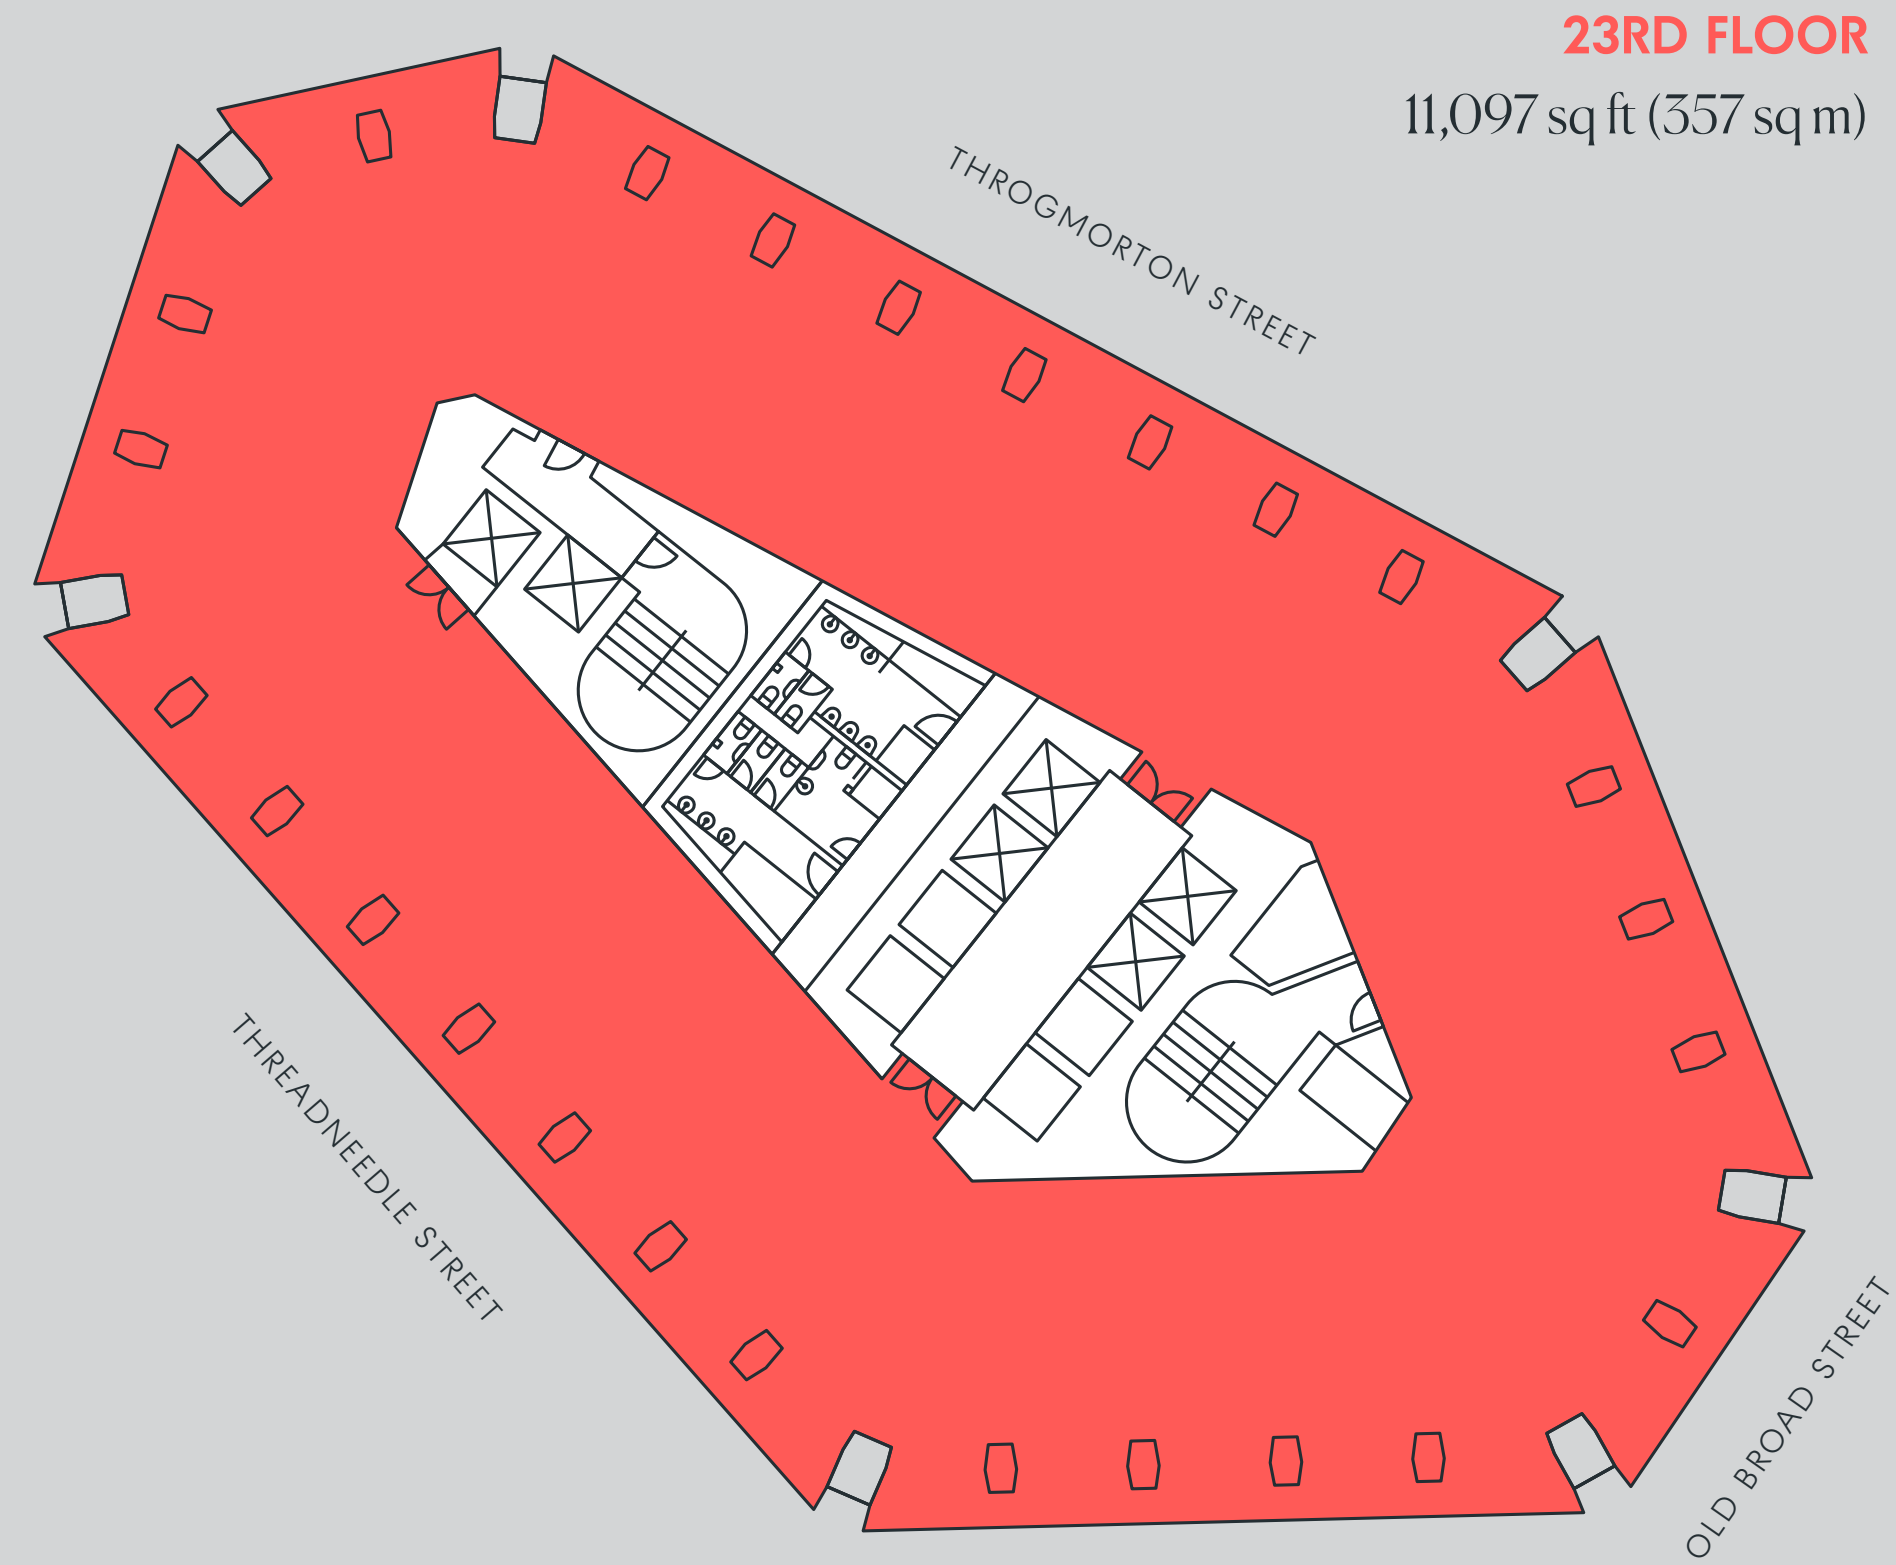 23RD FLOOR
11,097 sq ft (357 sq m)
THROGMORTON STREET
THREADNEEDLE STREET
OLD BROAD STREET